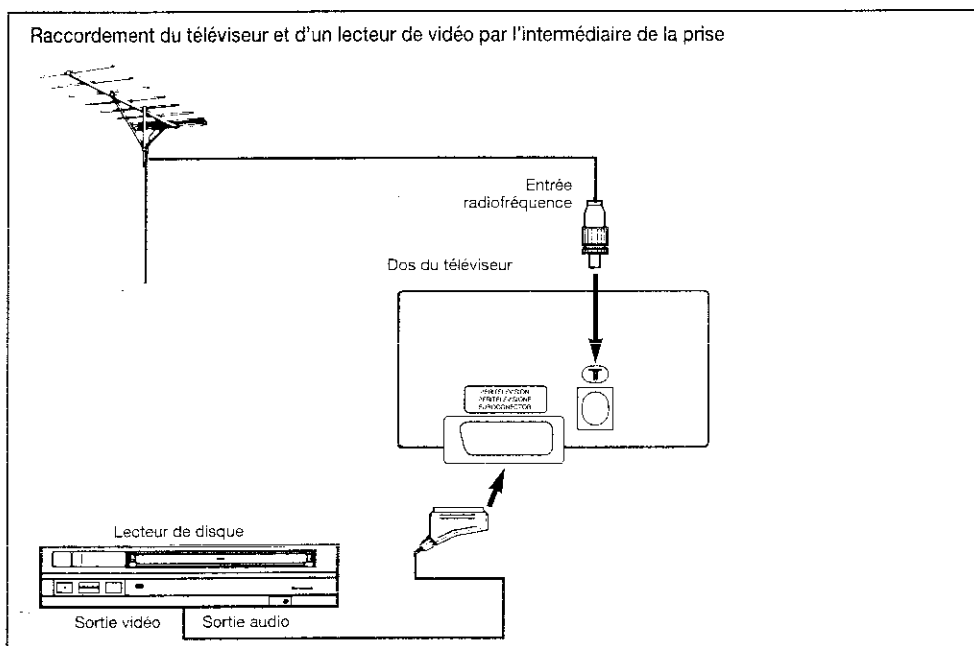 Raccordement du téléviseur et d'un lecteur de vidéo par l'intermédiaire de la prise
Entrée
radiofréquence
Dos du téléviseur
PERITELEVISION
PERITELEVISIONE
EUROCONECTOR
Lecteur de disque
Sortie vidéo
Sortie audio